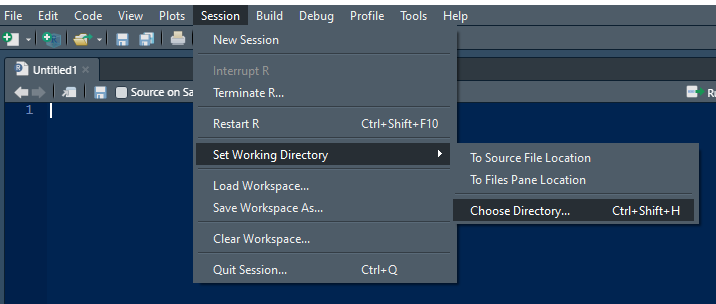 File Edit Code View Plots Session Build Debug Profile Tools Help
New Session
Untitled1 ×
Interrupt R
Source on Sa
Terminate R...
Ru
1
Restart R Ctrl+Shift+F10
Set Working Directory
To Source File Location
To Files Pane Location
Choose Directory... Ctrl+Shift+H
Load Workspace...
Save Workspace As...
Clear Workspace...
Quit Session... Ctrl+Q